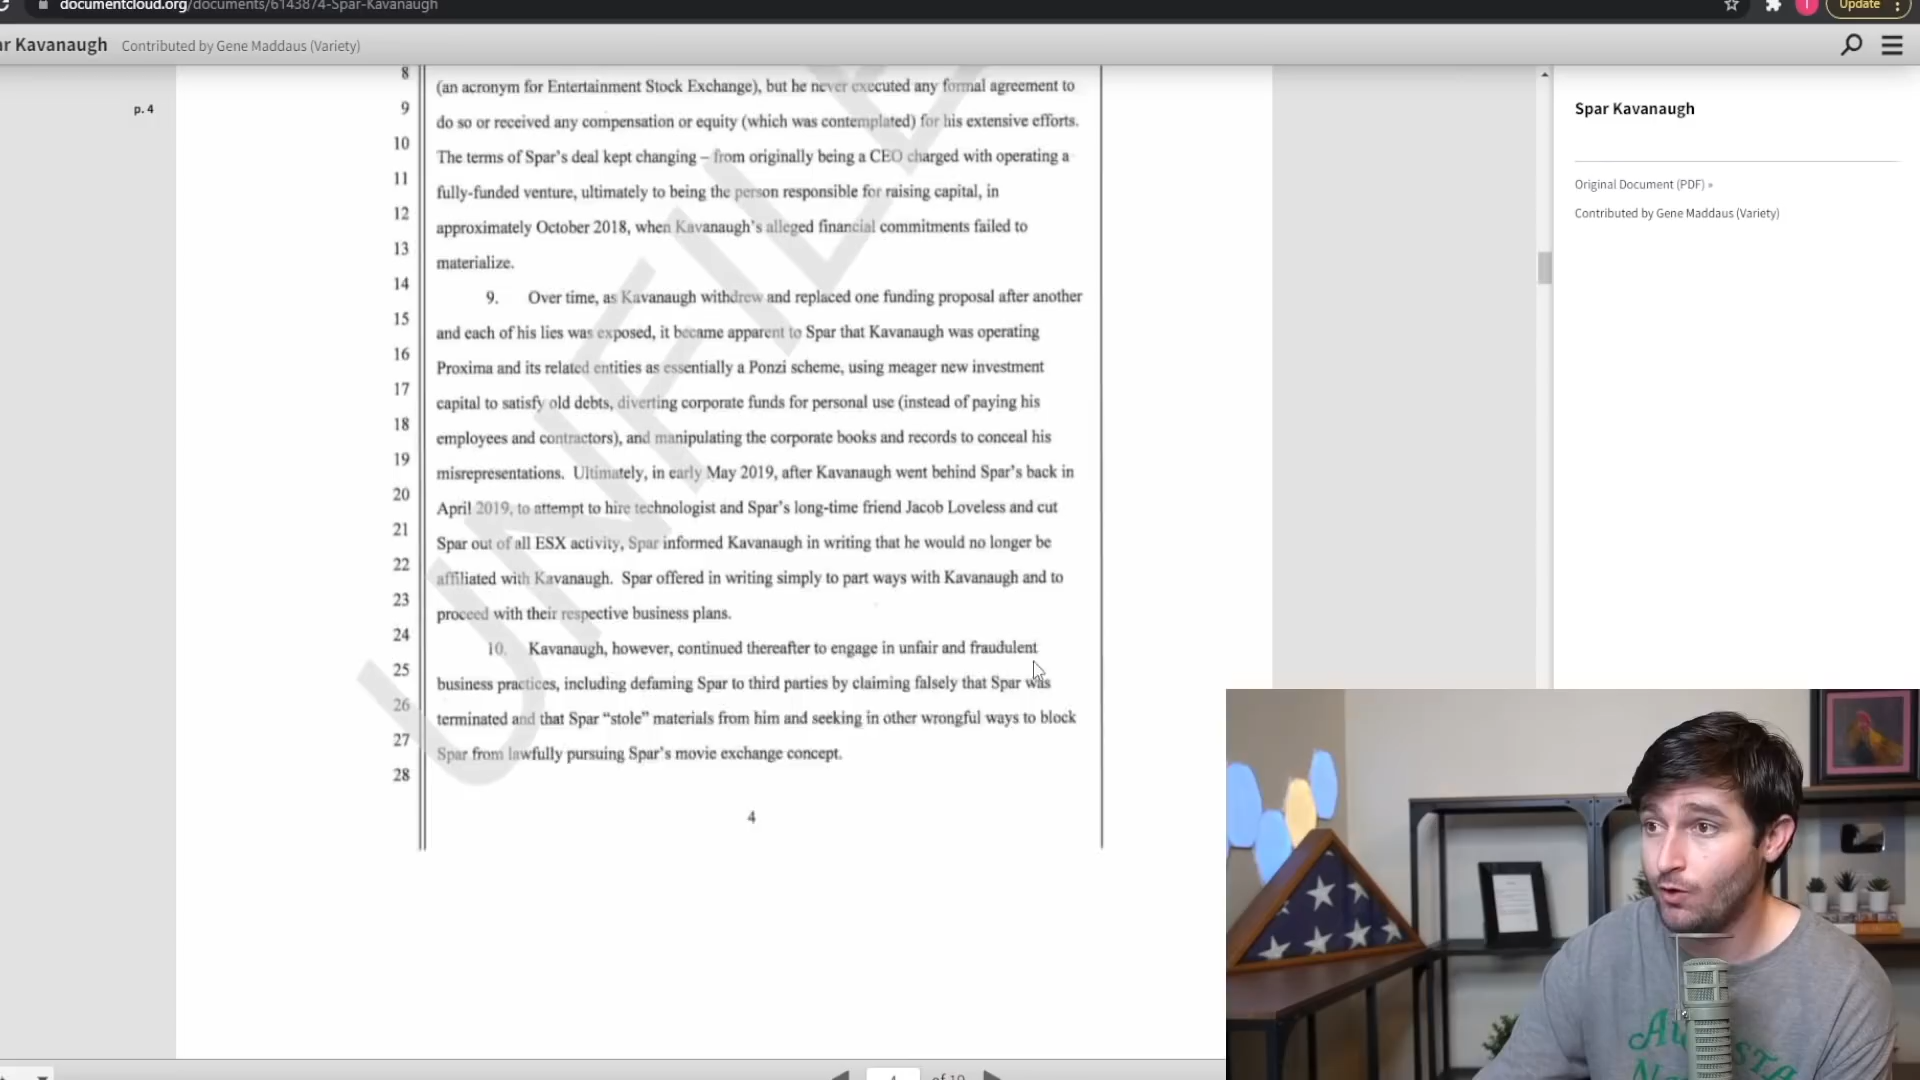 documentcloud.org/documents/6143874-Spar-Kavanaugh
Update
ar Kavanaugh Contributed by Gene Maddaus (Variety)
p. 4
8 (an acronym for Entertainment Stock Exchange), but he never executed any formal agreement to
9 do so or received any compensation or equity (which was contemplated) for his extensive efforts.
10 The terms of Spar's deal kept changing – from originally being a CEO charged with operating a
11 fully-funded venture, ultimately to being the person responsible for raising capital, in
12 approximately October 2018, when Kavanaugh's alleged financial commitments failed to
13 materialize.
14 9. Over time, as Kavanaugh withdrew and replaced one funding proposal after another
15 and each of his lies was exposed, it became apparent to Spar that Kavanaugh was operating
16 Proxima and its related entities as essentially a Ponzi scheme, using meager new investment
17 capital to satisfy old debts, diverting corporate funds for personal use (instead of paying his
18 employees and contractors), and manipulating the corporate books and records to conceal his
19 misrepresentations. Ultimately, in early May 2019, after Kavanaugh went behind Spar's back in
20 April 2019, to attempt to hire technologist and Spar's long-time friend Jacob Loveless and cut
21 Spar out of all ESX activity, Spar informed Kavanaugh in writing that he would no longer be
22 affiliated with Kavanaugh. Spar offered in writing simply to part ways with Kavanaugh and to
23 proceed with their respective business plans.
24 10. Kavanaugh, however, continued thereafter to engage in unfair and fraudulent
25 business practices, including defaming Spar to third parties by claiming falsely that Spar was
26 terminated and that Spar "stole" materials from him and seeking in other wrongful ways to block
27 Spar from lawfully pursuing Spar's movie exchange concept.
28
4
UNFILE
Spar Kavanaugh
Original Document (PDF) »
Contributed by Gene Maddaus (Variety)